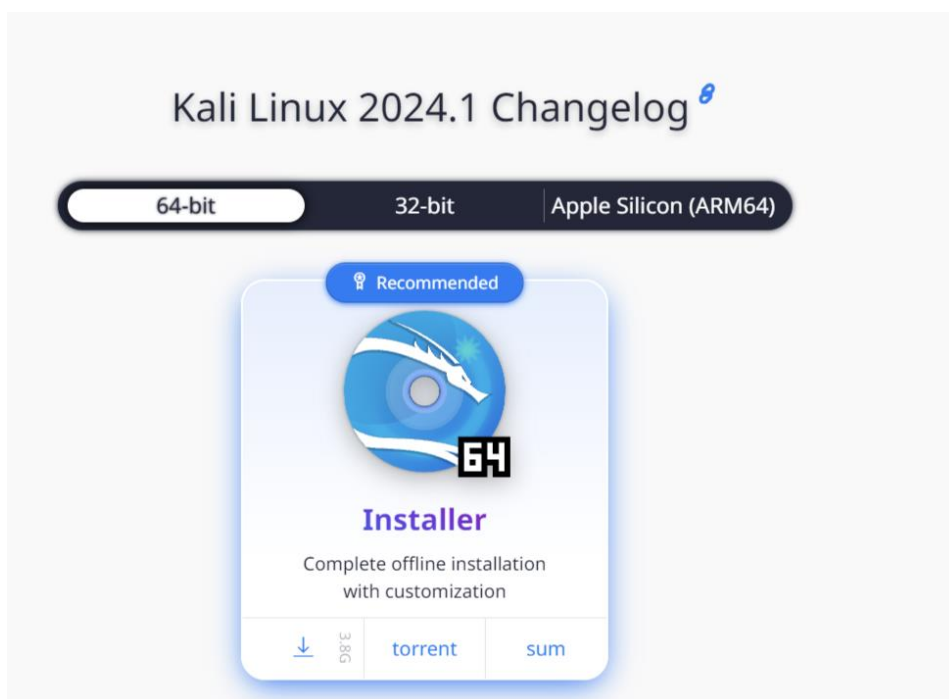 Kali Linux 2024.1 Changelog
64-bit 32-bit Apple Silicon (ARM64)
Recommended
64
Installer
Complete offline installation
with customization
3.8G torrent sum